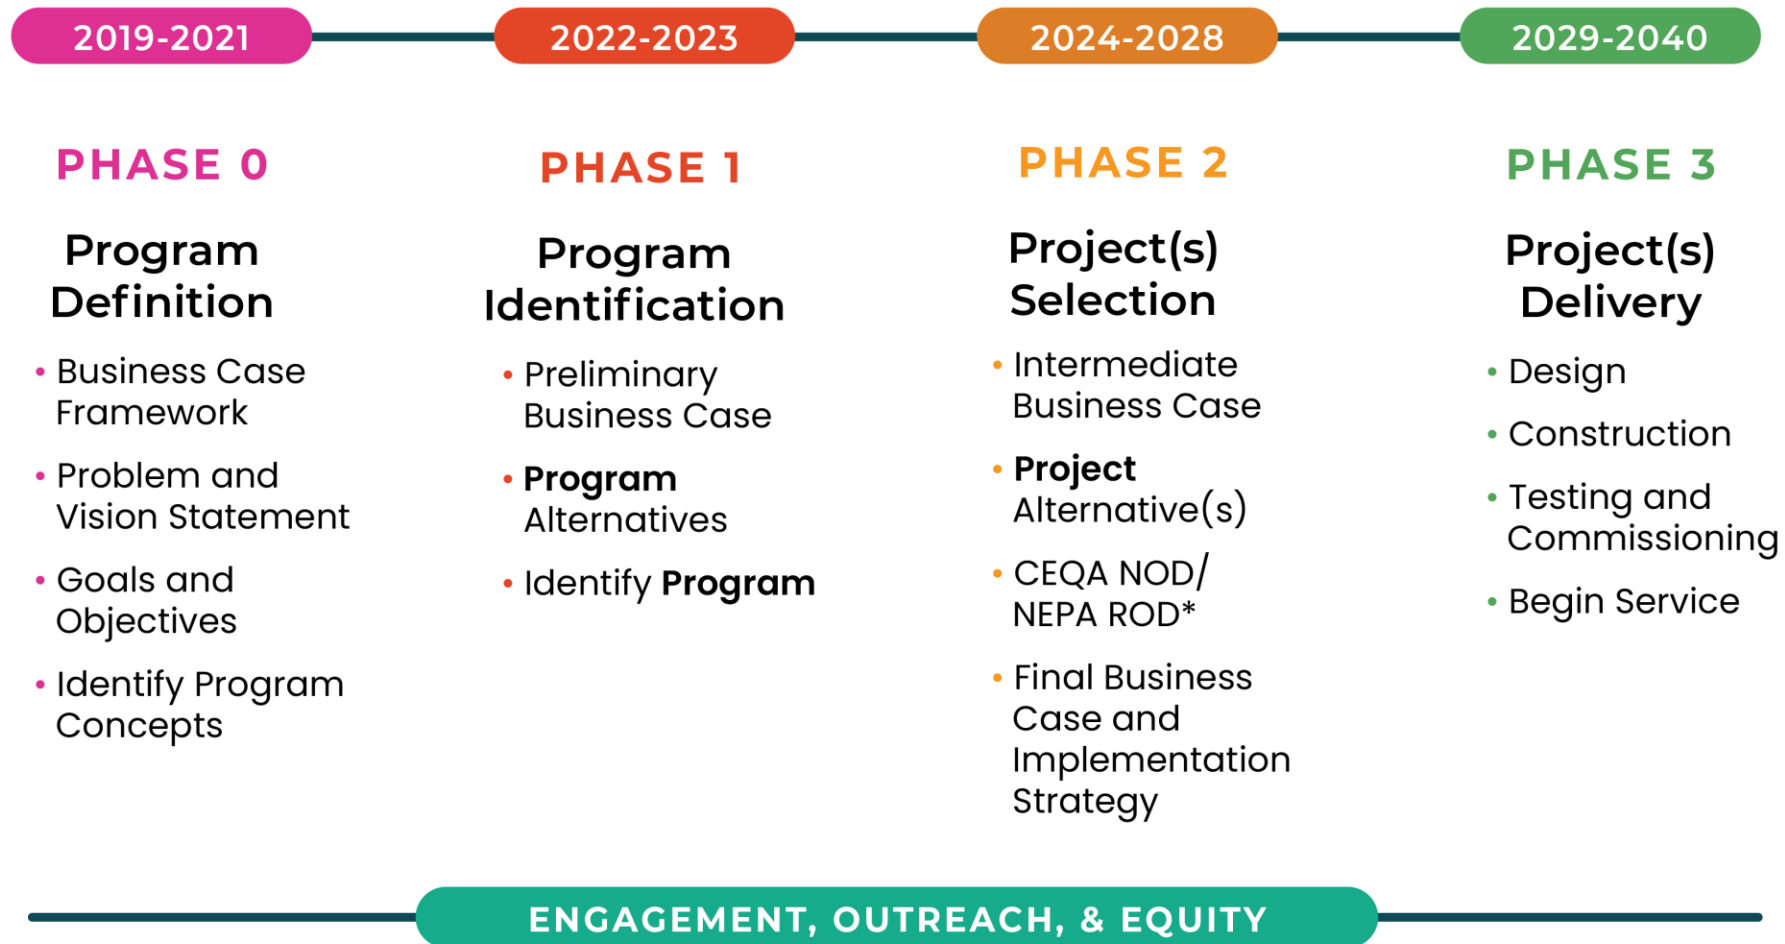 2019-2021
2022-2023
2024-2028
2029-2040
PHASE 0
Program
Definition
• Business Case
Framework
• Problem and
Vision Statement
• Goals and
Objectives
• Identify Program
Concepts
PHASE 1
Program
Identification
• Preliminary
Business Case
• Program
Alternatives
• Identify Program
PHASE 2
Project(s)
Selection
• Intermediate
Business Case
• Project
Alternative(s)
• CEQA NOD/
NEPA ROD*
• Final Business
Case and
Implementation
Strategy
PHASE 3
Project(s)
Delivery
• Design
• Construction
• Testing and
Commissioning
• Begin Service
ENGAGEMENT, OUTREACH, & EQUITY